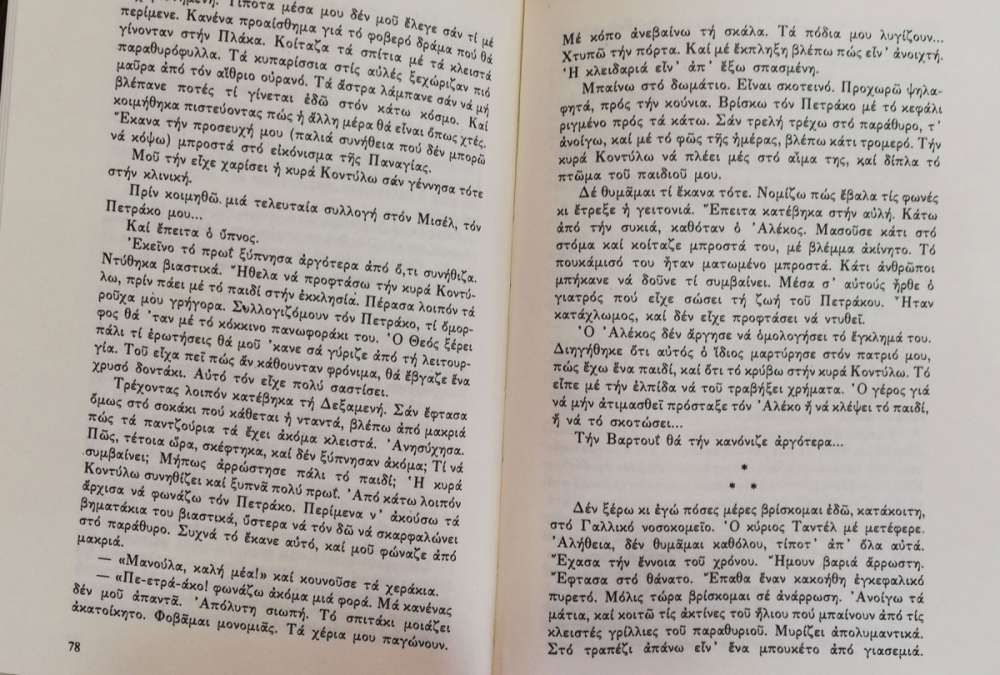 Τίποτα μέσα μου δέν μοῦ ἔλεγε σάν τί μέ
περίμενε. Κανένα προαίσθημα γιά τό φοβερό δράμα πού θά
γίνονταν στήν Πλάκα. Κοίταζα τά σπίτια μέ τά κλειστά
παραθυρόφυλλα. Τά κυπαρίσσια στίς αὐλές ξεχώριζαν πιό
μαῦρα ἀπό τόν αἴθριο οὐρανό. Τά ἄστρα λάμπανε σάν νά μή
βλέπανε ποτές τί γίνεται ἐδῶ στόν κάτω κόσμο. Καί
κοιμήθηκα πιστεύοντας πώς ἡ ἄλλη μέρα θά εἶναι ὅπως χτές.
Ἔκανα τήν προσευχή μου (παλιά συνήθεια πού δέν μπορῶ
νά κόψω) μπροστά στό εἰκόνισμα τῆς Παναγίας.
Μοῦ τήν εἶχε χαρίσει ἡ κυρά Κοντύλω σάν γέννησα τότε
στήν κλινική.
Πρίν κοιμηθῶ, μιά τελευταία συλλογή στόν Μισέλ, τόν
Πετράκο μου...
Καί ἔπειτα ὁ ὕπνος.
Ἐκεῖνο τό πρωΐ ξύπνησα ἀργότερα ἀπό ὅ,τι συνήθιζα.
Ντύθηκα βιαστικά. Ἤθελα νά προφτάσω τήν κυρά Κοντύ-
λω, πρίν πάει μέ τό παιδί στήν ἐκκλησία. Πέρασα λοιπόν τά
ροῦχα μου γρήγορα. Συλλογιζόμουν τόν Πετράκο, τί ὄμορ-
φος θά ᾽ταν μέ τό κόκκινο πανωφοράκι του. Ὁ Θεός ξέρει
πάλι τί ἐρωτήσεις θά μοῦ ᾽κανε σά γύριζε ἀπό τή λειτουρ-
γία. Τοῦ εἶχα πεῖ πώς ἄν κάθουνταν φρόνιμα, θά ἔβγαζε ἕνα
χρυσό δοντάκι. Αὐτό τόν εἶχε πολύ σαστίσει.
Τρέχοντας λοιπόν κατέβηκα τή Δεξαμενή. Σάν ἔφτασα
ὅμως στό σοκάκι πού κάθεται ἡ νταντά, βλέπω ἀπό μακριά
πώς τά παντζούρια τά ἔχει ἀκόμα κλειστά. Ἀνησύχησα.
Πῶς, τέτοια ὥρα, σκέφτηκα, καί δέν ξύπνησαν ἀκόμα; Τί νά
συμβαίνει; Μήπως ἀρρώστησε πάλι τό παιδί; Ἡ κυρά
Κοντύλω συνηθίζει καί ξυπνᾶ πολύ πρωΐ. Ἀπό κάτω λοιπόν
ἄρχισα νά φωνάζω τόν Πετράκο. Περίμενα ν᾽ ἀκούσω τά
βηματάκια του βιαστικά, ὕστερα νά τόν δῶ νά σκαρφαλώνει
στό παράθυρο. Συχνά τό ἔκανε αὐτό, καί μοῦ φώναζε ἀπό
μακριά.
— «Μανούλα, καλή μέα!» καί κουνοῦσε τά χεράκια.
— «Πε-ετρά-άκο! φωνάζω ἀκόμα μιά φορά. Μά κανένας
δέν μοῦ ἀπαντᾶ. Ἀπόλυτη σιωπή. Τό σπιτάκι μοιάζει
ἀκατοίκητο. Φοβᾶμαι μονομιᾶς. Τά χέρια μου παγώνουν.
78
Μέ κόπο ἀνεβαίνω τή σκάλα. Τά πόδια μου λυγίζουν...
Χτυπῶ τήν πόρτα. Καί μέ ἔκπληξη βλέπω πώς εἶν᾽ ἀνοιχτή.
Ἡ κλειδαριά εἶν᾽ ἀπ᾽ ἔξω σπασμένη.
Μπαίνω στό δωμάτιο. Εἶναι σκοτεινό. Προχωρῶ ψηλα-
φητά, πρός τήν κούνια. Βρίσκω τόν Πετράκο μέ τό κεφάλι
ριγμένο πρός τά κάτω. Σάν τρελή τρέχω στό παράθυρο, τ᾽
ἀνοίγω, καί μέ τό φῶς τῆς ἡμέρας, βλέπω κάτι τρομερό. Τήν
κυρά Κοντύλω νά πλέει μές στό αἷμα της, καί δίπλα τό
πτῶμα τοῦ παιδιοῦ μου.
Δέ θυμᾶμαι τί ἔκανα τότε. Νομίζω πώς ἔβαλα τίς φωνές
κι ἔτρεξε ἡ γειτονιά. Ἔπειτα κατέβηκα στήν αὐλή. Κάτω
ἀπό τήν συκιά, καθόταν ὁ Ἀλέκος. Μασοῦσε κάτι στό
στόμα καί κοίταζε μπροστά του, μέ βλέμμα ἀκίνητο. Τό
πουκάμισό του ἦταν ματωμένο μπροστά. Κάτι ἄνθρωποι
μπήκανε νά δοῦνε τί συμβαίνει. Μέσα σ᾽ αὐτούς ἦρθε ὁ
γιατρός πού εἶχε σώσει τή ζωή τοῦ Πετράκου. Ἦταν
κατάχλωμος, καί δέν εἶχε προφτάσει νά ντυθεῖ.
Ὁ Ἀλέκος δέν ἄργησε νά ὁμολογήσει τό ἔγκλημά του.
Διηγήθηκε ὅτι αὐτός ὁ ἴδιος μαρτύρησε στόν πατριό μου,
πώς ἔχω ἕνα παιδί, καί ὅτι τό κρύβω στήν κυρά Κοντύλω. Τό
εἶπε μέ τήν ἐλπίδα νά τοῦ τραβήξει χρήματα. Ὁ γέρος γιά
νά μήν ἀτιμασθεῖ πρόσταξε τόν Ἀλέκο ἤ νά κλέψει τό παιδί,
ἤ νά τό σκοτώσει...
Τήν Βαρτουΐ θά τήν κανόνιζε ἀργότερα...
*
* *
Δέν ξέρω κι ἐγώ πόσες μέρες βρίσκομαι ἐδῶ, κατάκοιτη,
στό Γαλλικό νοσοκομεῖο. Ὁ κύριος Ταντέλ μέ μετέφερε.
Ἀλήθεια, δέν θυμᾶμαι καθόλου, τίποτ᾽ ἀπ᾽ ὅλα αὐτά.
Ἔχασα τήν ἔννοια τοῦ χρόνου. Ἤμουν βαριά ἄρρωστη.
Ἔφτασα στό θάνατο. Ἔπαθα ἕναν κακοήθη ἐγκεφαλικό
πυρετό. Μόλις τώρα βρίσκομαι σέ ἀνάρρωση. Ἀνοίγω τά
μάτια, καί κοιτῶ τίς ἀκτίνες τοῦ ἥλιου πού μπαίνουν ἀπό τίς
κλειστές γρίλλιες τοῦ παραθυριοῦ. Μυρίζει ἀπολυμαντικά.
Στό τραπέζι ἀπάνω εἶν᾽ ἕνα μπουκέτο ἀπό γιασεμιά.